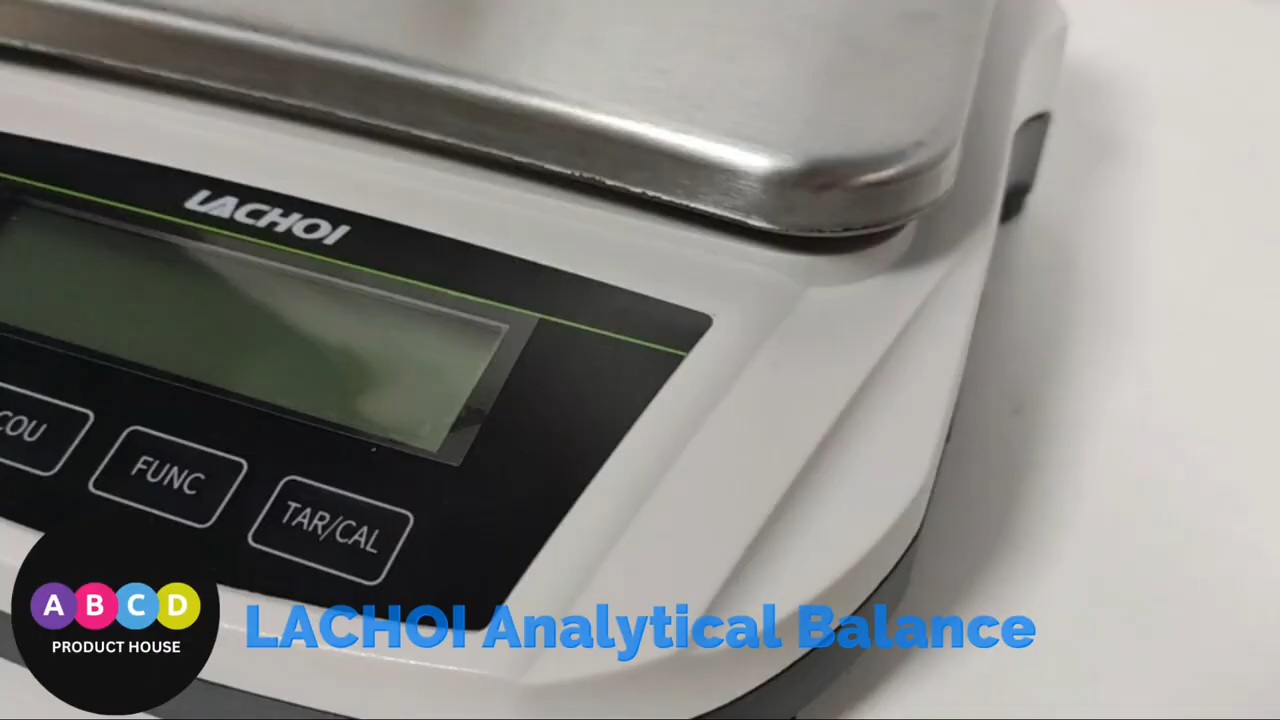 LACHOI
COU
FUNC
TAR/CAL
A B C D
PRODUCT HOUSE
LACHOI Analytical Balance